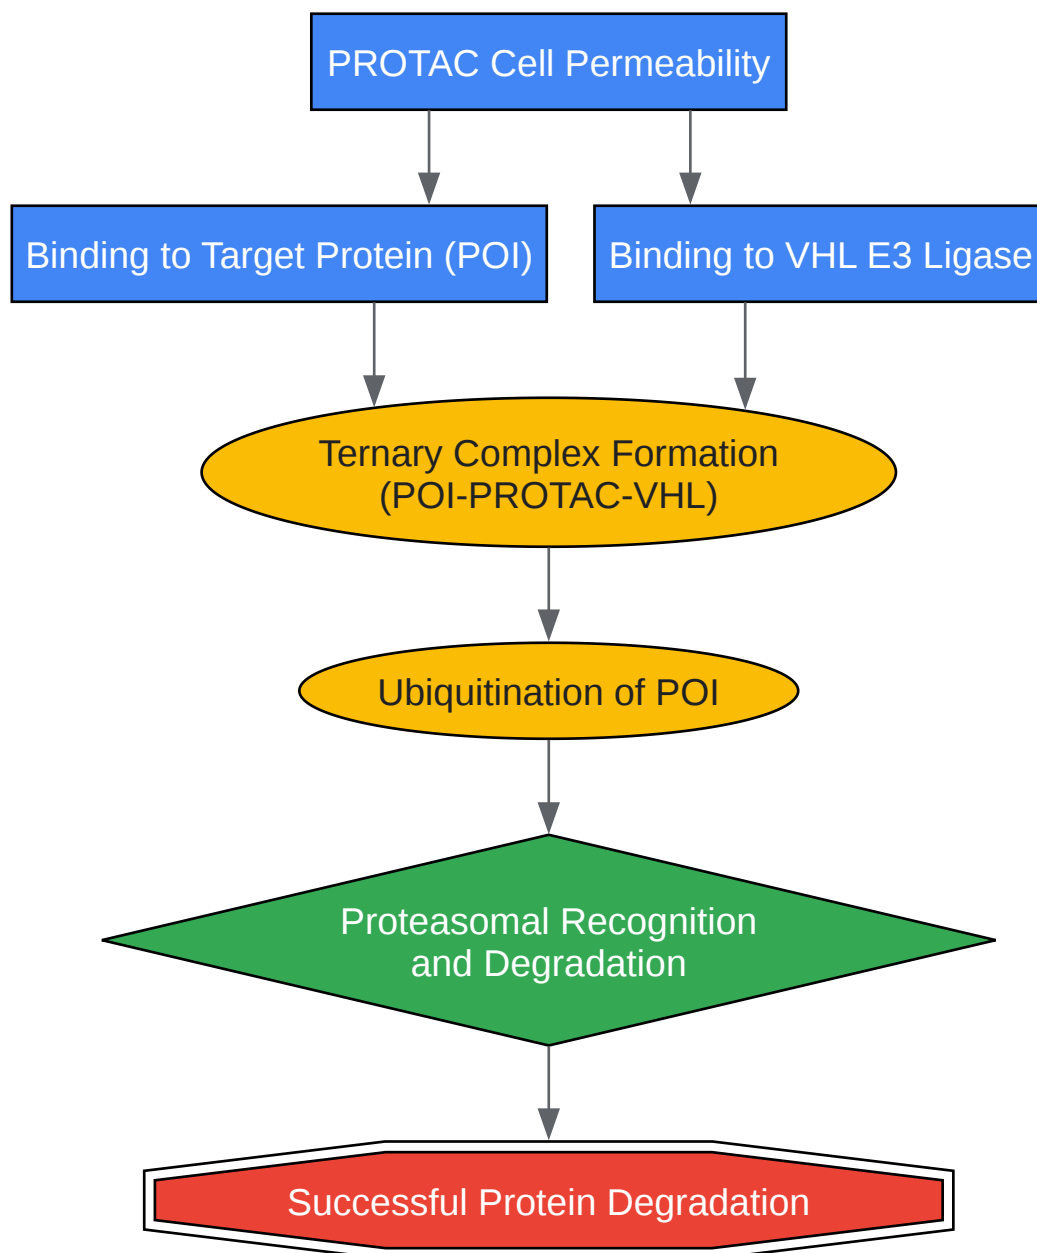 PROTAC Cell Permeability
Binding to Target Protein (POI)
Binding to VHL E3 Ligase
Ternary Complex Formation
(POI-PROTAC-VHL)
Ubiquitination of POI
Proteasomal Recognition
and Degradation
Successful Protein Degradation